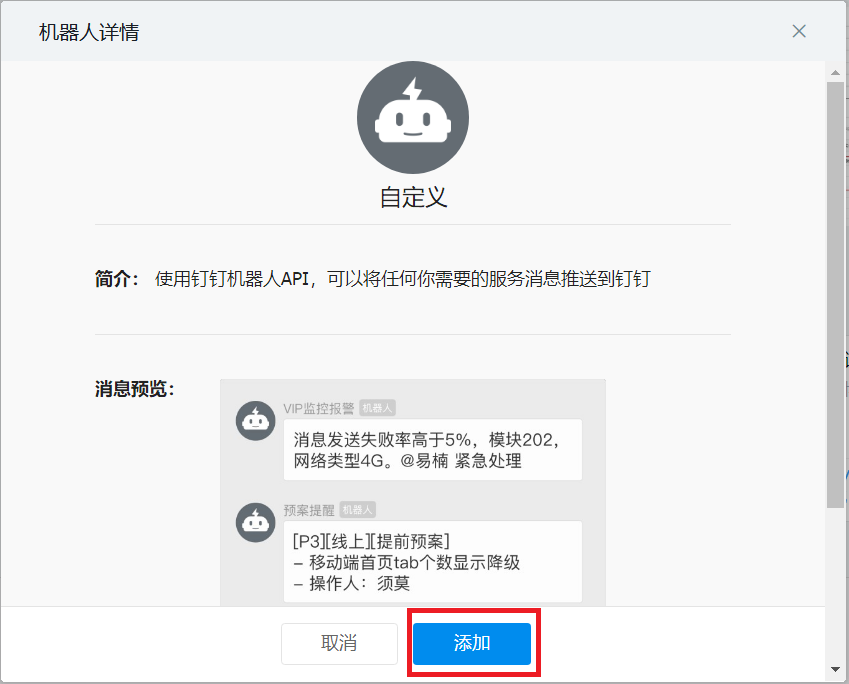 机器人详情
自定义
简介： 使用钉钉机器人API，可以将任何你需要的服务消息推送到钉钉
消息预览：
VIP监控报警 机器人
消息发送失败率高于5%，模块202，
网络类型4G。@易楠 紧急处理
预案提醒 机器人
[P3][线上][提前预案]
– 移动端首页tab个数显示降级
– 操作人：须莫
取消
添加